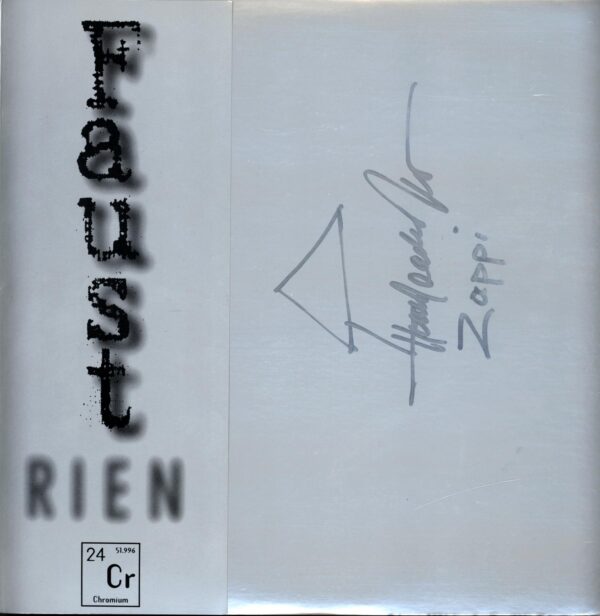 Faust
RIEN
24 51.996
Cr
Chromium
Zappi